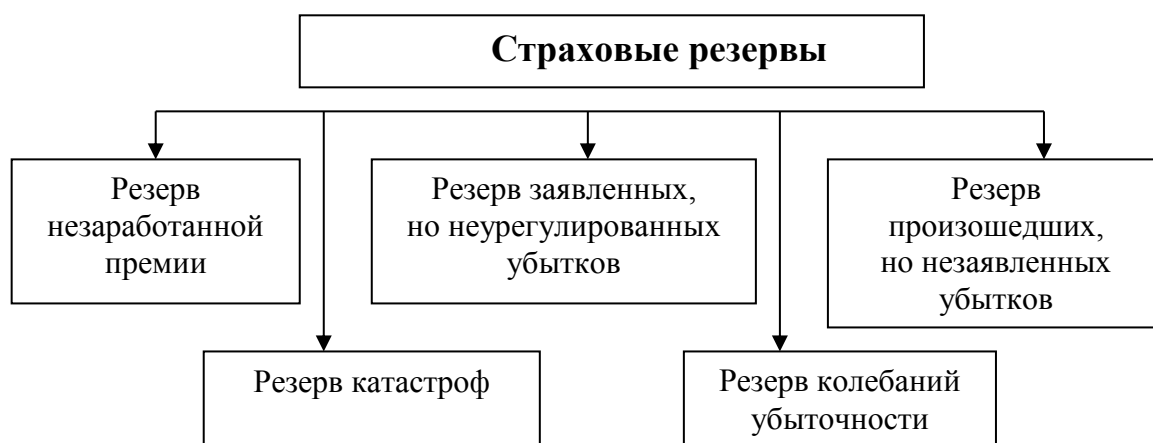 Страховые резервы
Резерв
незаработанной
премии
Резерв заявленных,
но неурегулированных
убытков
Резерв
произошедших,
но незаявленных
убытков
Резерв катастроф
Резерв колебаний
убыточности